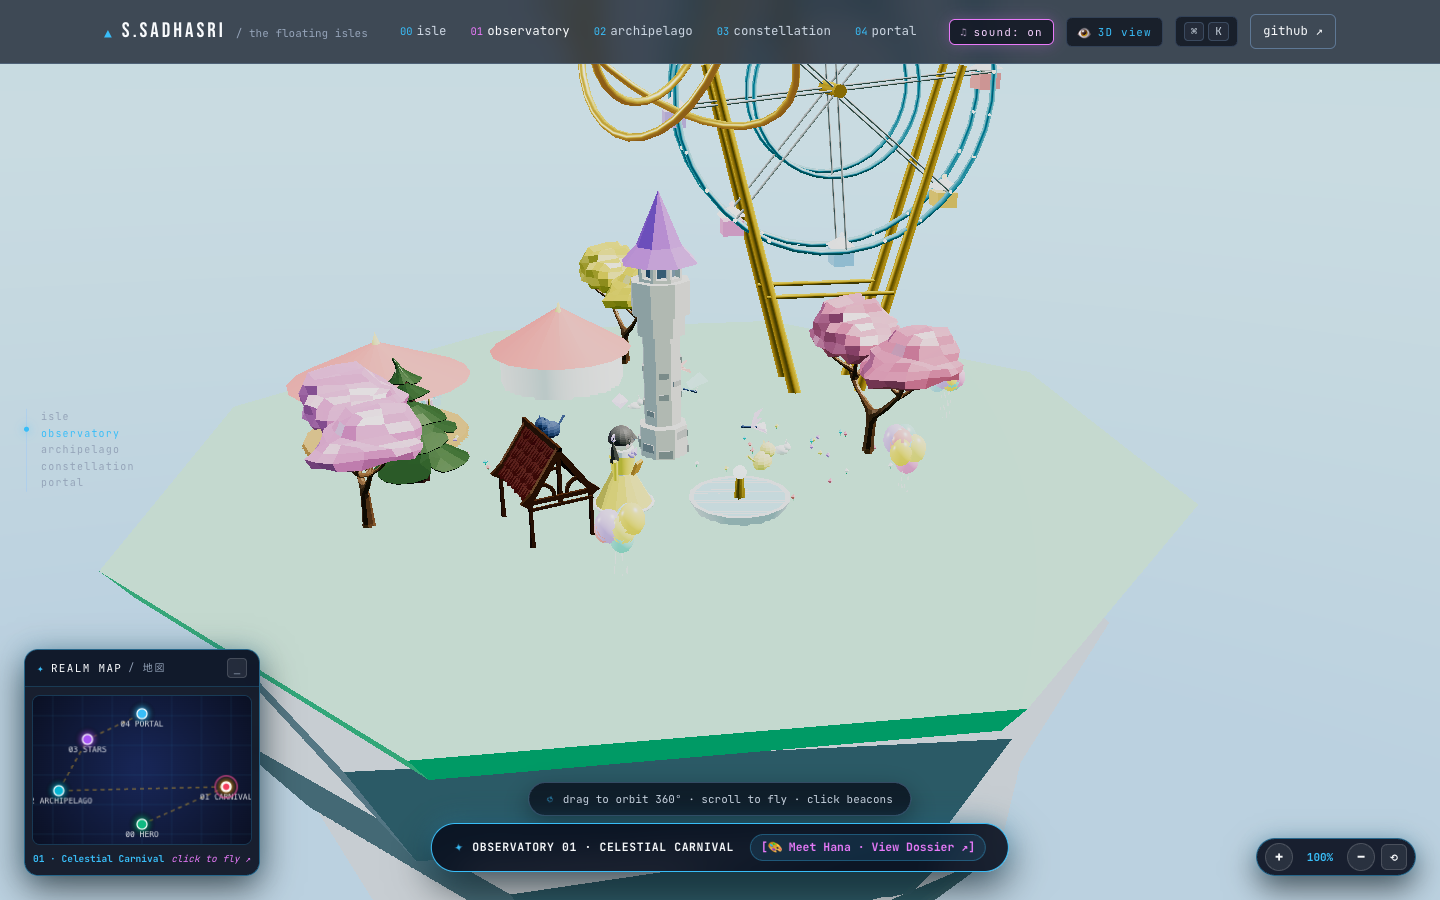 ▲ S.SADHASRI / the floating isles
00 isle
01 observatory
02 archipelago
03 constellation
04 portal
♫ sound: on
3D view
⌘ K
github ↗
isle
observatory
archipelago
constellation
portal
✦ REALM MAP / 地図
_
04 PORTAL
03 STARS
ARCHIPELAGO
01 CARNIVAL
00 HERO
01 · Celestial Carnival click to fly ↗
drag to orbit 360° · scroll to fly · click beacons
✦ OBSERVATORY 01 · CELESTIAL CARNIVAL [🎨 Meet Hana · View Dossier ↗]
+ 100% − ⟲